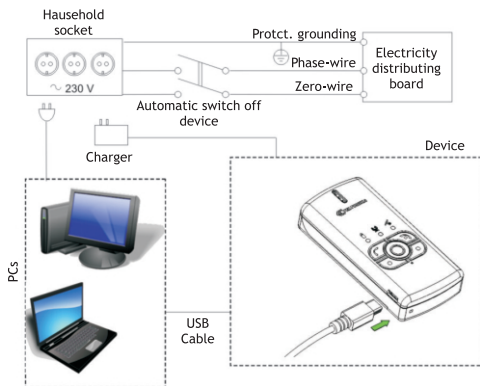 Hausehold
socket
Protct. grounding
Phase-wire
Zero-wire
Electricity
distributing
board
~ 230 V
Automatic switch off
device
Charger
Device
PCs
USB
Cable